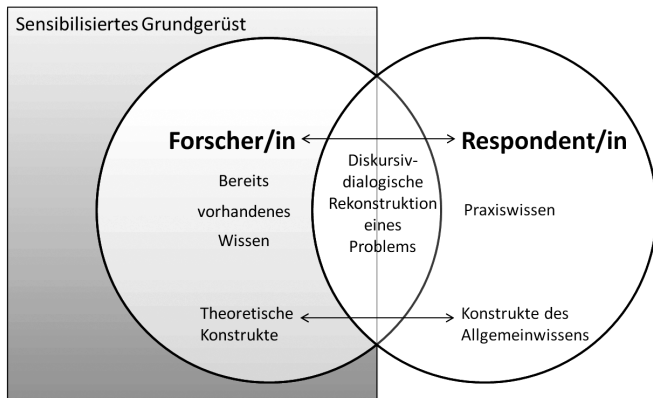 Sensibilisiertes Grundgerüst
Forscher/in
Respondent/in
Bereits
vorhandenes
Wissen
Diskursiv-
dialogische
Rekonstruktion
eines
Problems
Praxiswissen
Theoretische
Konstrukte
Konstrukte des
Allgemeinwissens